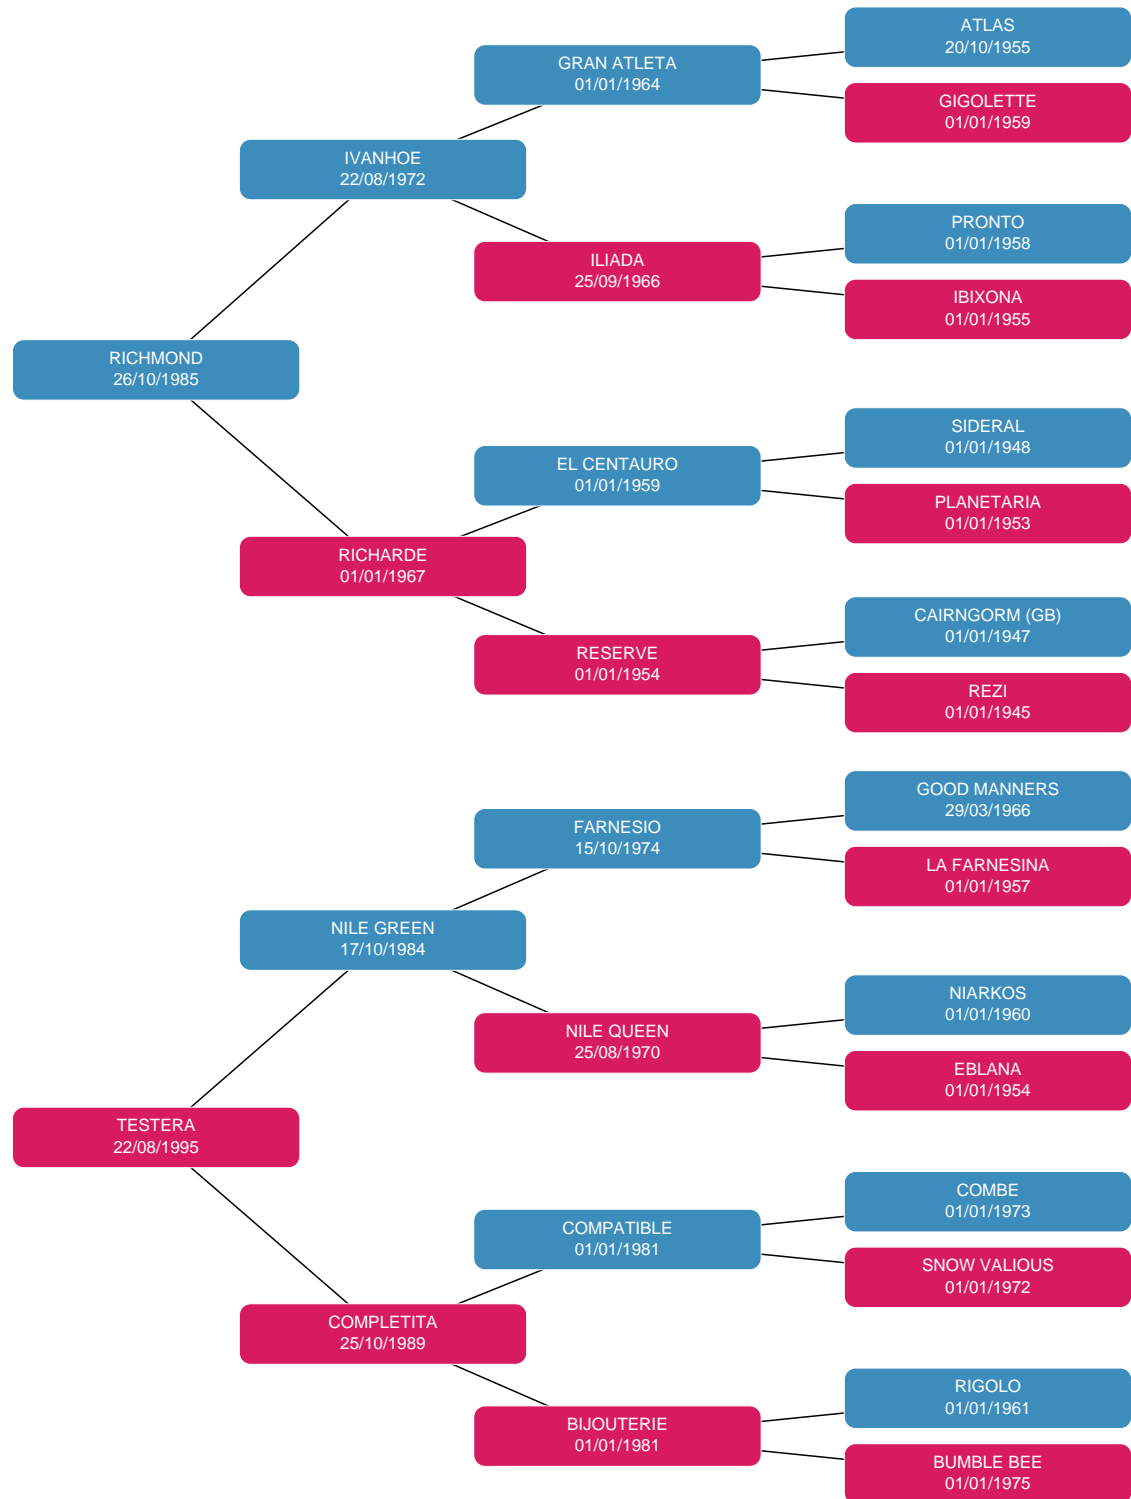 ATLAS
20/10/1955
GRAN ATLETA
01/01/1964
GIGOLETTE
01/01/1959
IVANHOE
22/08/1972
PRONTO
01/01/1958
ILIADA
25/09/1966
IBIXONA
01/01/1955
RICHMOND
26/10/1985
SIDERAL
01/01/1948
EL CENTAURO
01/01/1959
PLANETARIA
01/01/1953
RICHARDE
01/01/1967
CAIRNGORM (GB)
01/01/1947
RESERVE
01/01/1954
REZI
01/01/1945
GOOD MANNERS
29/03/1966
FARNESIO
15/10/1974
LA FARNESINA
01/01/1957
NILE GREEN
17/10/1984
NIARKOS
01/01/1960
NILE QUEEN
25/08/1970
EBLANA
01/01/1954
TESTERA
22/08/1995
COMBE
01/01/1973
COMPATIBLE
01/01/1981
SNOW VALIOUS
01/01/1972
COMPLETITA
25/10/1989
RIGOLO
01/01/1961
BIJOUTERIE
01/01/1981
BUMBLE BEE
01/01/1975